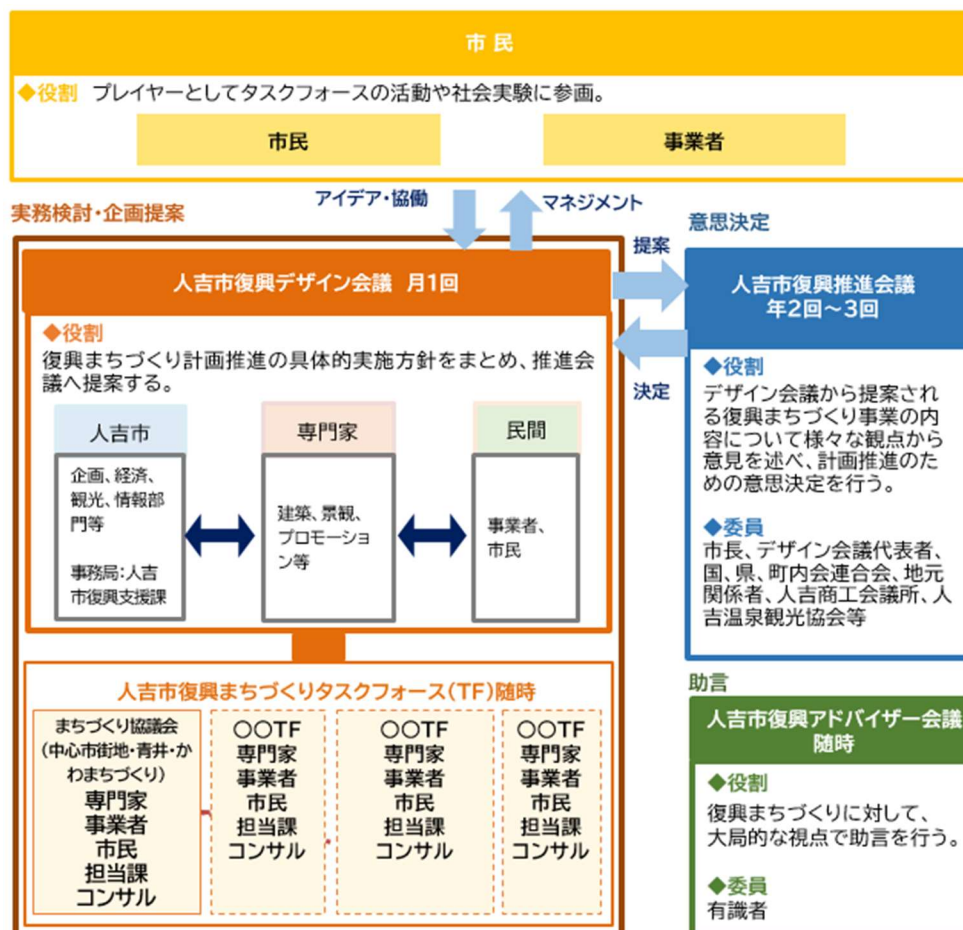 市 民
◆役割 プレイヤーとしてタスクフォースの活動や社会実験に参画。
市民
事業者
アイデア・協働
マネジメント
実務検討・企画提案
人吉市復興デザイン会議 月1回
◆役割
復興まちづくり計画推進の具体的実施方針をまとめ、推進会
議へ提案する。
人吉市
企画、経済、
観光、情報部
門等
事務局：人吉
市復興支援課
専門家
建築、景観、
プロモーショ
ン等
民間
事業者、
市民
提案
決定
意思決定
人吉市復興推進会議
年2回～3回
◆役割
デザイン会議から提案され
る復興まちづくり事業の内
容について様々な観点から
意見を述べ、計画推進のた
めの意思決定を行う。
◆委員
市長、デザイン会議代表者、
国、県、町内会連合会、地元
関係者、人吉商工会議所、人
吉温泉観光協会等
人吉市復興まちづくりタスクフォース（TF）随時
まちづくり協議会
（中心市街地・青井・か
わまちづくり）
専門家
事業者
市民
担当課
コンサル
〇〇TF
専門家
事業者
市民
担当課
コンサル
〇〇TF
専門家
事業者
市民
担当課
コンサル
〇〇TF
専門家
事業者
市民
担当課
コンサル
助言
人吉市復興アドバイザー会議
随時
◆役割
復興まちづくりに対して、
大局的な視点で助言を行う。
◆委員
有識者